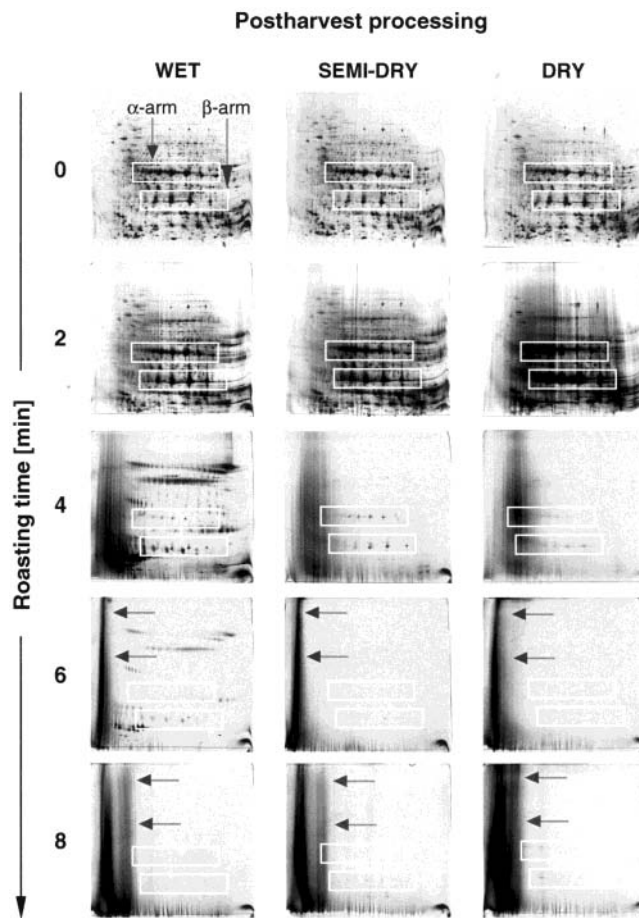 Postharvest processing
WET SEMI-DRY DRY
α-arm β-arm
0
2
4
6
8
Roasting time [min]